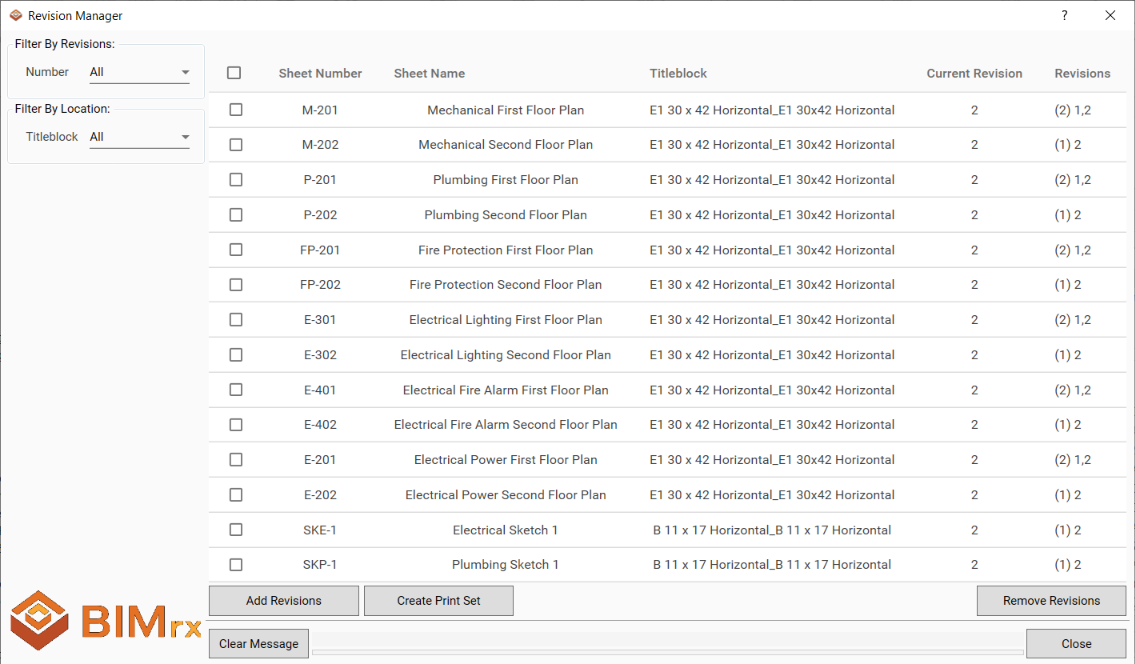 Revision Manager ?
Filter By Revisions:
Number All
Filter By Location:
Titleblock All
Sheet Number Sheet Name Titleblock Current Revision Revisions
M-201 Mechanical First Floor Plan E1 30 x 42 Horizontal_E1 30x42 Horizontal 2 (2) 1,2
M-202 Mechanical Second Floor Plan E1 30 x 42 Horizontal_E1 30x42 Horizontal 2 (1) 2
P-201 Plumbing First Floor Plan E1 30 x 42 Horizontal_E1 30x42 Horizontal 2 (2) 1,2
P-202 Plumbing Second Floor Plan E1 30 x 42 Horizontal_E1 30x42 Horizontal 2 (1) 2
FP-201 Fire Protection First Floor Plan E1 30 x 42 Horizontal_E1 30x42 Horizontal 2 (2) 1,2
FP-202 Fire Protection Second Floor Plan E1 30 x 42 Horizontal_E1 30x42 Horizontal 2 (1) 2
E-301 Electrical Lighting First Floor Plan E1 30 x 42 Horizontal_E1 30x42 Horizontal 2 (2) 1,2
E-302 Electrical Lighting Second Floor Plan E1 30 x 42 Horizontal_E1 30x42 Horizontal 2 (1) 2
E-401 Electrical Fire Alarm First Floor Plan E1 30 x 42 Horizontal_E1 30x42 Horizontal 2 (2) 1,2
E-402 Electrical Fire Alarm Second Floor Plan E1 30 x 42 Horizontal_E1 30x42 Horizontal 2 (1) 2
E-201 Electrical Power First Floor Plan E1 30 x 42 Horizontal_E1 30x42 Horizontal 2 (2) 1,2
E-202 Electrical Power Second Floor Plan E1 30 x 42 Horizontal_E1 30x42 Horizontal 2 (1) 2
SKE-1 Electrical Sketch 1 B 11 x 17 Horizontal_B 11 x 17 Horizontal 2 (1) 2
SKP-1 Plumbing Sketch 1 B 11 x 17 Horizontal_B 11 x 17 Horizontal 2 (1) 2
Add Revisions Create Print Set Remove Revisions
BIMrx
Clear Message Close